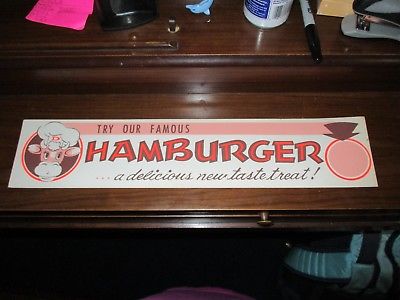 TRY OUR FAMOUS
HAMBURGER
...a delicious new taste treat!